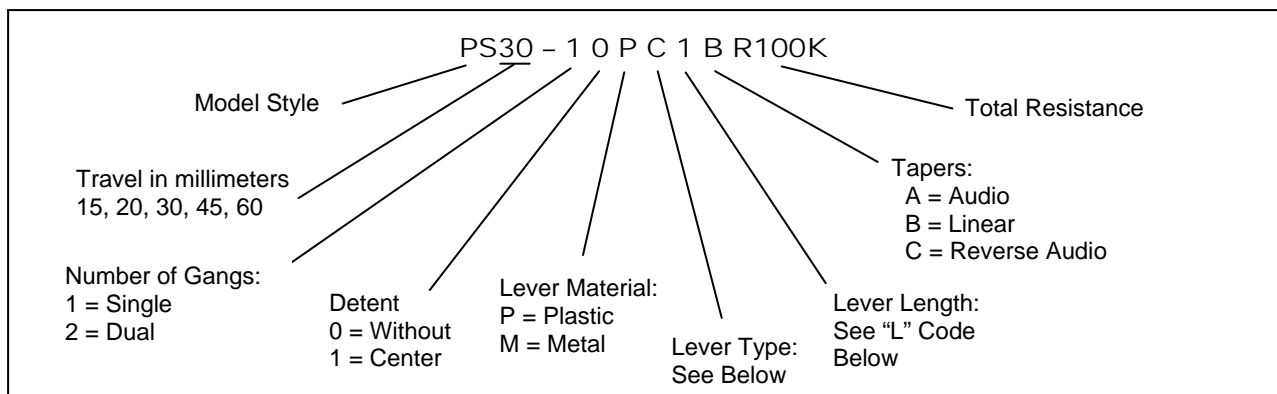 PS30 – 1 0 P C 1 B R100K
Model Style
Total Resistance
Travel in millimeters
15, 20, 30, 45, 60
Tapers:
A = Audio
B = Linear
C = Reverse Audio
Number of Gangs:
1 = Single
2 = Dual
Detent
0 = Without
1 = Center
Lever Material:
P = Plastic
M = Metal
Lever Type:
See Below
Lever Length:
See “L” Code
Below